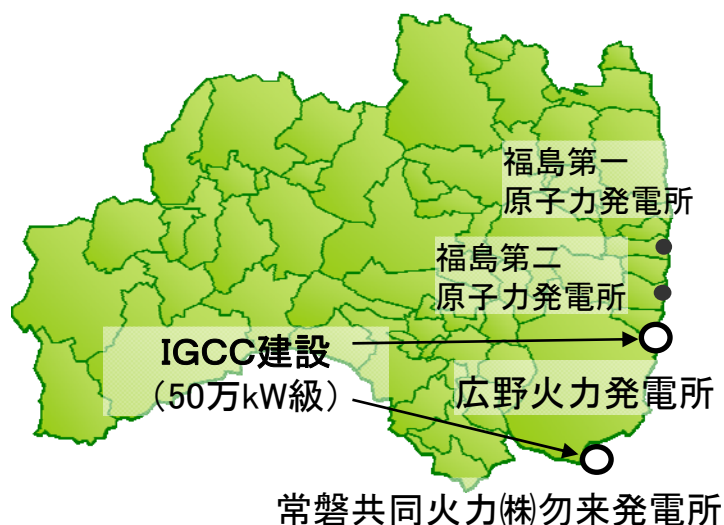 福島第一
原子力発電所
福島第二
原子力発電所
IGCC建設
（50万kW級）
広野火力発電所
常磐共同火力㈱勿来発電所